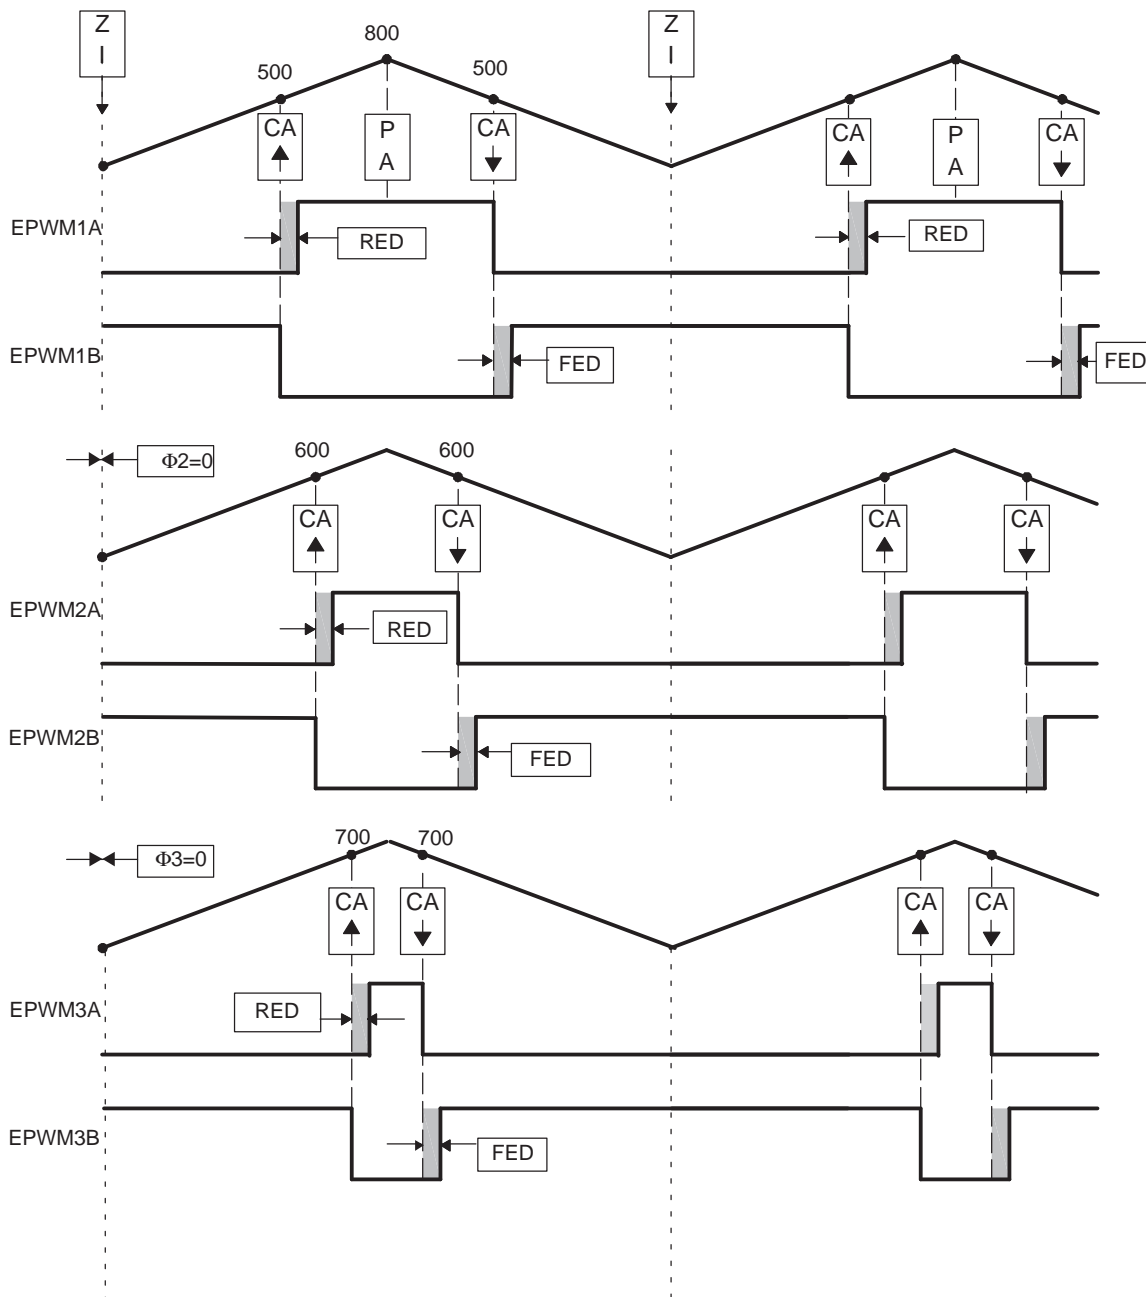 Z
I
800
Z
I
500
500
CA
P
A
CA
CA
P
A
CA
EPWM1A
RED
RED
EPWM1B
FED
FED
Φ2=0
600
600
CA
CA
CA
CA
EPWM2A
RED
EPWM2B
FED
Φ3=0
700
700
CA
CA
CA
CA
EPWM3A
RED
EPWM3B
FED